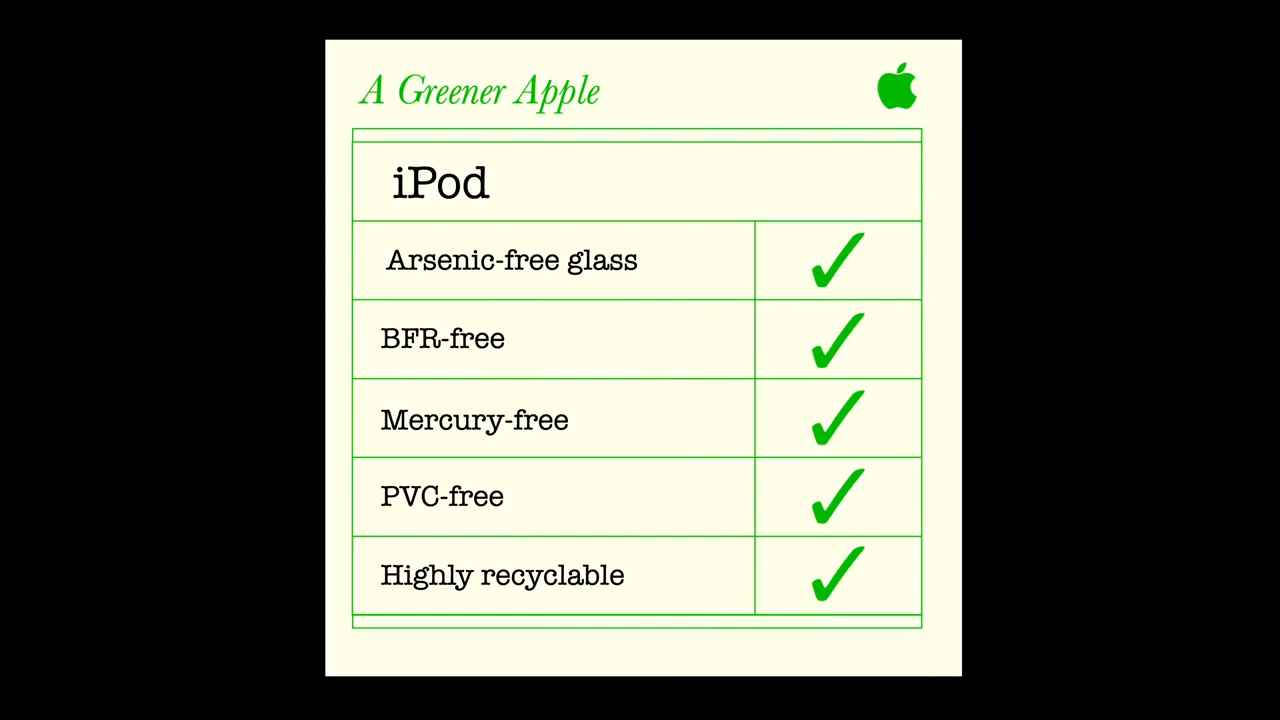 A Greener Apple
iPod
Arsenic-free glass
BFR-free
Mercury-free
PVC-free
Highly recyclable